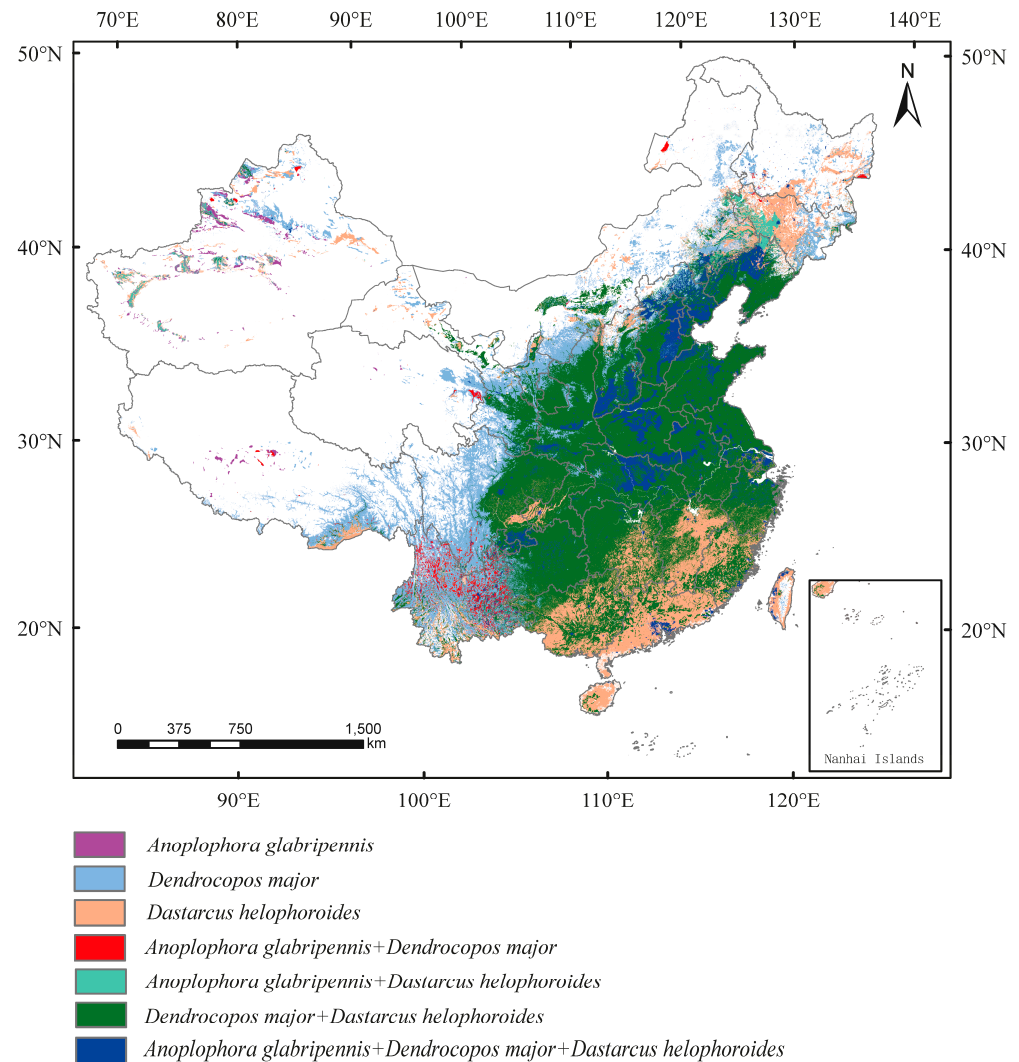 70°E 80°E 90°E 100°E 110°E 120°E 130°E 140°E
50°N 50°N
N
40°N 40°N
30°N 30°N
20°N 20°N
0 375 750 1,500
km
Nanhai Islands
90°E 100°E 110°E 120°E
Anoplophora glabripennis
Dendrocopos major
Dastarcus helophoroides
Anoplophora glabripennis+Dendrocopos major
Anoplophora glabripennis+Dastarcus helophoroides
Dendrocopos major+Dastarcus helophoroides
Anoplophora glabripennis+Dendrocopos major+Dastarcus helophoroides